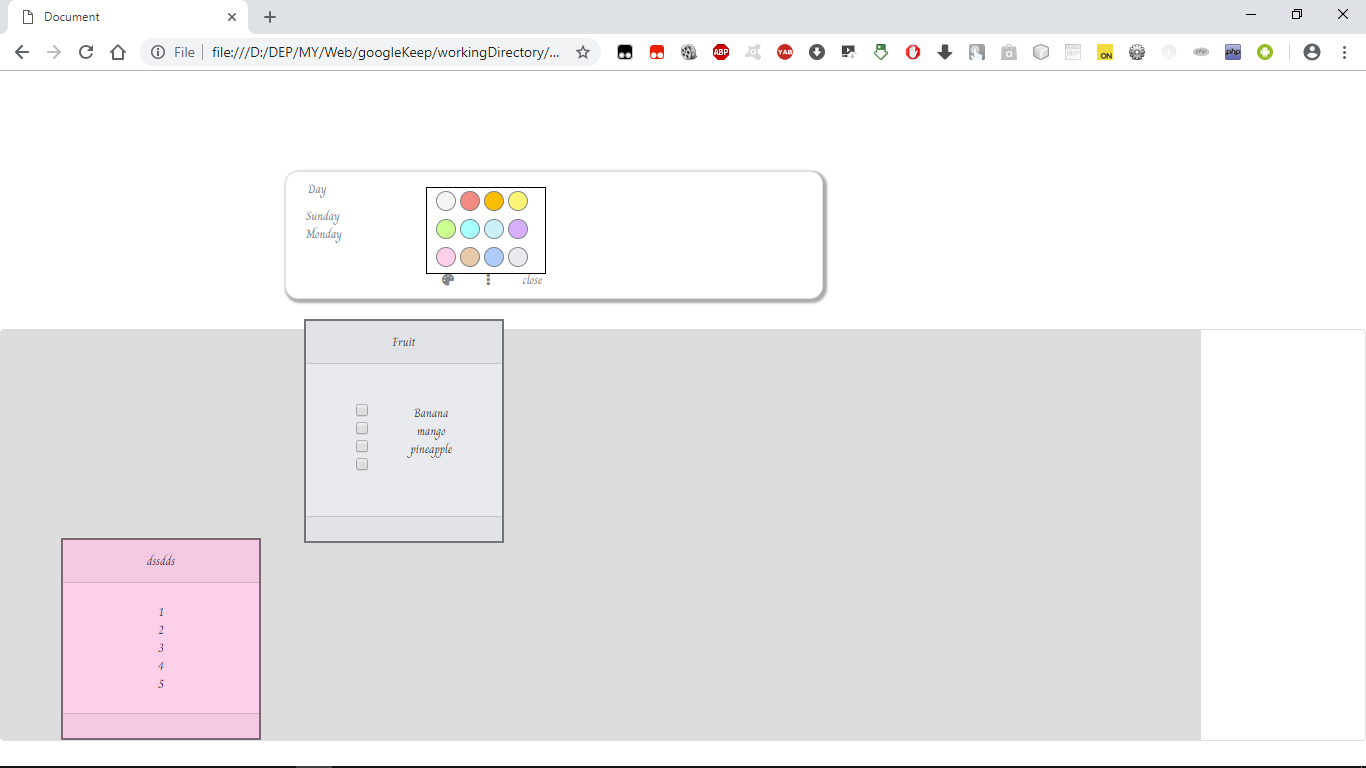 Document
File
file:///D:/DEP/MY/Web/googleKeep/workingDirectory/...
ABP
YAB
a
ON
php
php
Day
Sunday
Monday
close
Fruit
Banana
mango
pineapple
dssdds
1
2
3
4
5